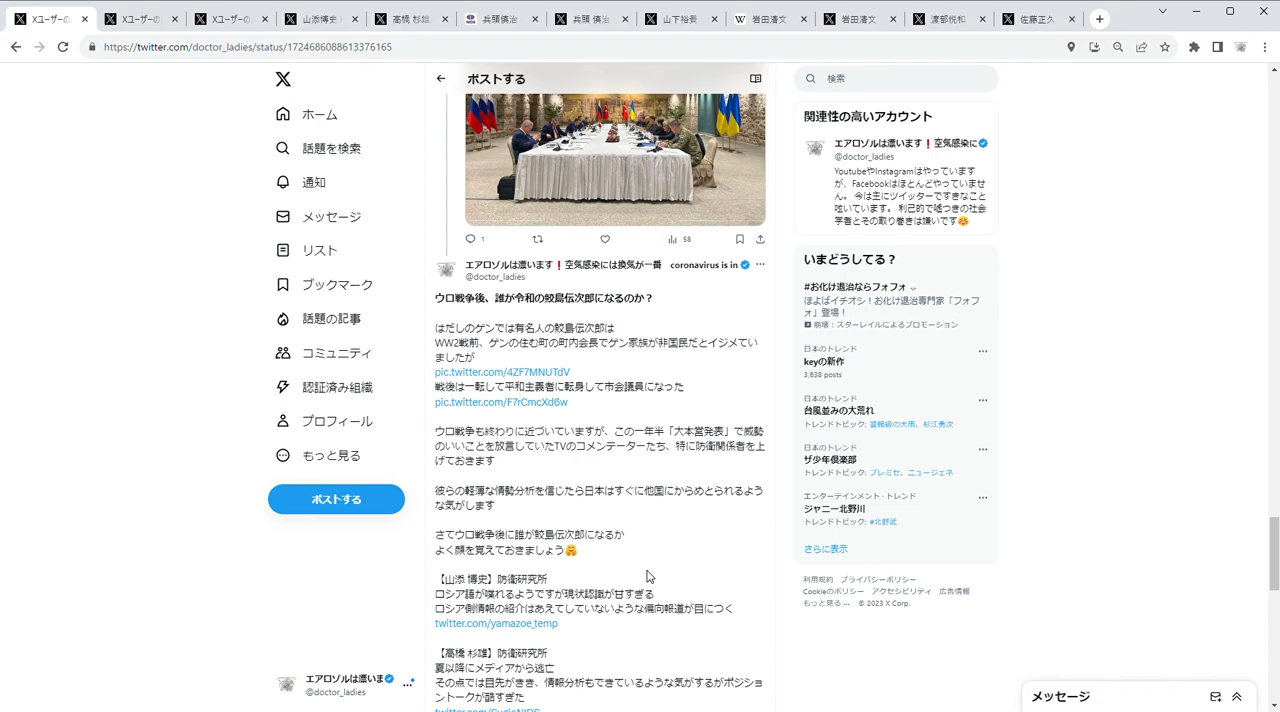 Xユーザーの
Xユーザーの
Xユーザーの
山添博史
高橋 杉雄
兵頭慎治
兵頭 慎治
山下裕貴
岩田清文
岩田清文
渡部悦和
佐藤正久
https://twitter.com/doctor_ladies/status/1724686088613376165
ホーム
話題を検索
通知
メッセージ
リスト
ブックマーク
話題の記事
コミュニティ
認証済み組織
プロフィール
もっと見る
ポストする
エアロゾルは漂いま
@doctor_ladies
ポストする
1
58
エアロゾルは漂います❗空気感染には換気が一番 coronavirus is in
@doctor_ladies
ウロ戦争後、誰が令和の鮫島伝次郎になるのか？
はだしのゲンでは有名人の鮫島伝次郎は
WW2戦前、ゲンの住む町の町内会長でゲン家族が非国民だとイジメてい
ましたが
pic.twitter.com/4ZF7MNUTdV
戦後は一転して平和主義者に転身して市会議員になった
pic.twitter.com/F7rCmcXd6w
ウロ戦争も終わりに近づいていますが、この一年半「大本営発表」で威勢
のいいことを放言していたTVのコメンテーターたち、特に防衛関係者を上
げておきます
彼らの軽薄な情勢分析を信じたら日本はすぐに他国にからめとられるよう
な気がします
さてウロ戦争後に誰が鮫島伝次郎になるか
よく顔を覚えておきましょう🤗
【山添 博史】防衛研究所
ロシア語が喋れるようですが現状認識が甘すぎる
ロシア側情報の紹介はあえてしていないような偏向報道が目につく
twitter.com/yamazoe_temp
【高橋 杉雄】防衛研究所
夏以降にメディアから逃亡
その点では目先がきき、情報分析もできているような気がするがポジショ
ントークが酷すぎた
twitter.com/SugioNIDS
検索
関連性の高いアカウント
エアロゾルは漂います❗空気感染に
@doctor_ladies
YoutubeやInstagramはやっています
が、Facebookはほとんどやっていませ
ん。 今は主にツイッターですきなこと
呟いています。 利己的で嘘つきの社会
学者とその取り巻きは嫌いです🥰
いまどうしてる？
#お化け退治ならフォフォ
ほよばイチオシ！お化け退治専門家「フォフ
ォ」登場！
崩壊：スターレイルによるプロモーション
日本のトレンド
keyの新作
3,638 posts
日本のトレンド
台風並みの大荒れ
トレンドトピック: 警報級の大雨、杉江勇次
日本のトレンド
ザ少年倶楽部
トレンドトピック: プレミセ、ニュージェネ
エンターテインメント・トレンド
ジャニー北野川
トレンドトピック: #北野武
さらに表示
利用規約 プライバシーポリシー
Cookieのポリシー アクセシビリティ 広告情報
もっと見る… © 2023 X Corp.
メッセージ